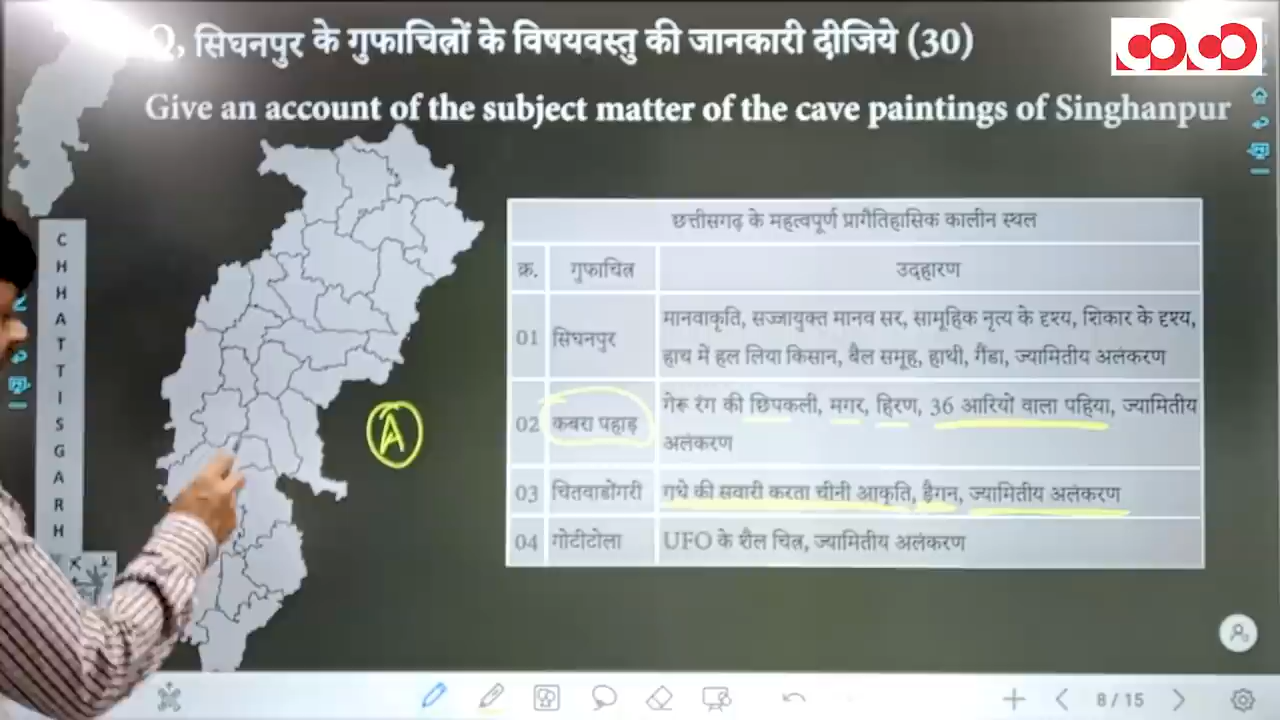 Q, सिघनपुर के गुफाचित्रों के विषयवस्तु की जानकारी दीजिये (30)
Give an account of the subject matter of the cave paintings of Singhanpur
CHHATTISGARH
छत्तीसगढ़ के महत्वपूर्ण प्रागैतिहासिक कालीन स्थल
क्र. गुफाचित्र उदहारण
01 सिघनपुर मानवाकृति, सज्जायुक्त मानव सर, सामूहिक नृत्य के दृश्य, शिकार के दृश्य,
हाथ में हल लिया किसान, बैल समूह, हाथी, गैंडा, ज्यामितीय अलंकरण
02 कबरा पहाड़ गेरू रंग की छिपकली, मगर, हिरण, 36 आरियों वाला पहिया, ज्यामितीय
अलंकरण
03 चितवाडोंगरी गधे की सवारी करता चीनी आकृति, ड्रैगन, ज्यामितीय अलंकरण
04 गोटीटोला UFO के शैल चित्र, ज्यामितीय अलंकरण
A
8 / 15